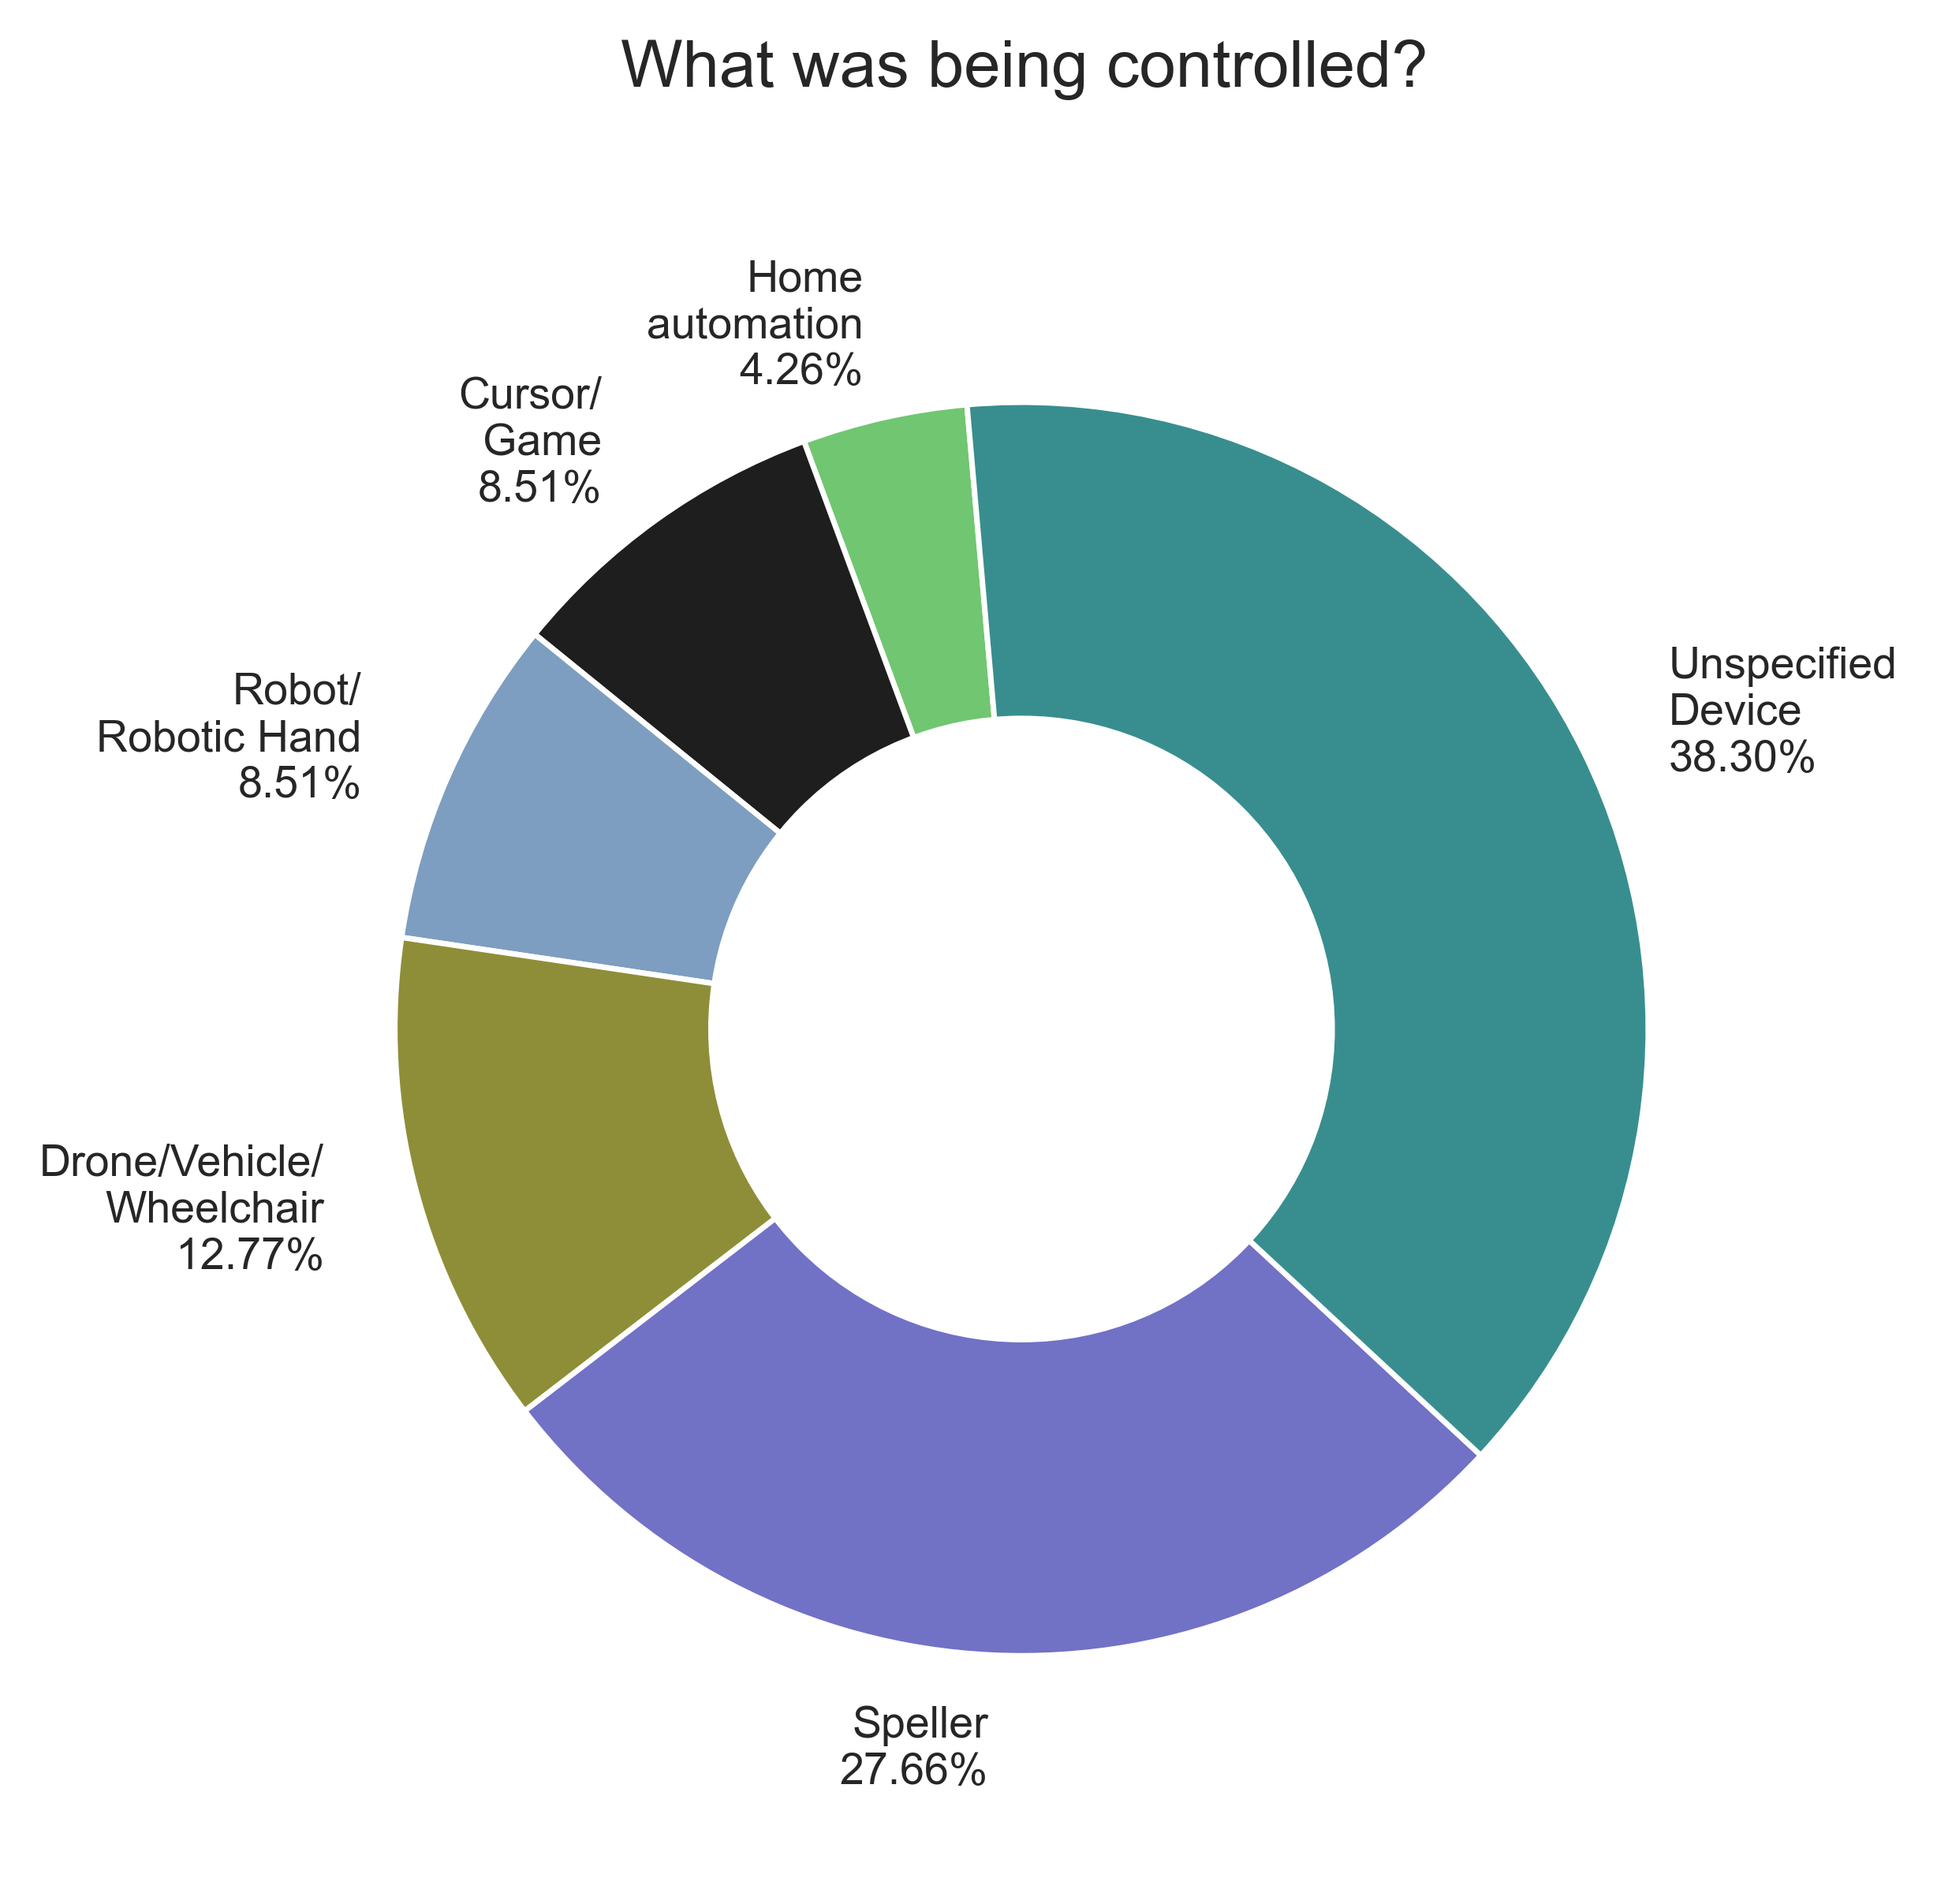 What was being controlled?
Home
automation
4.26%
Cursor/
Game
8.51%
Unspecified
Device
38.30%
Robot/
Robotic Hand
8.51%
Drone/Vehicle/
Wheelchair
12.77%
Speller
27.66%